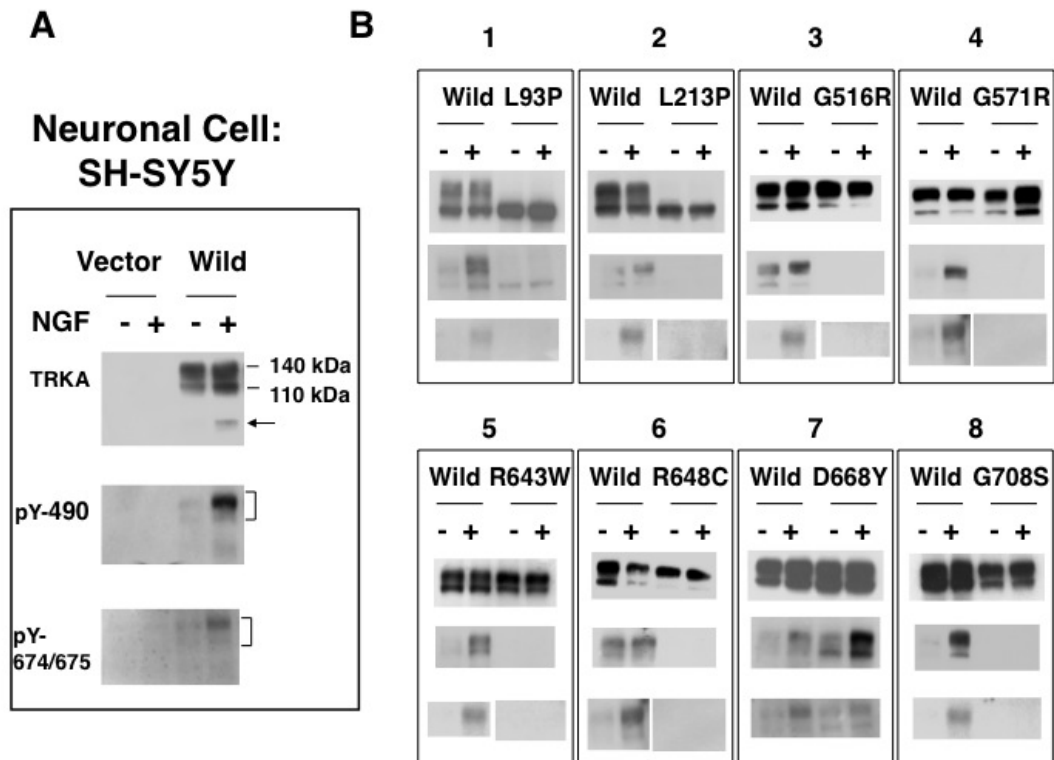 A
Neuronal Cell:
SH-SY5Y
Vector Wild
NGF - + - +
TRKA
140 kDa
110 kDa
pY-490
pY-
674/675
B
1 2 3 4
Wild L93P Wild L213P Wild G516R Wild G571R
- + - + - + - + - + - + - + - +
5 6 7 8
Wild R643W Wild R648C Wild D668Y Wild G708S
- + - + - + - + - + - + - + - +